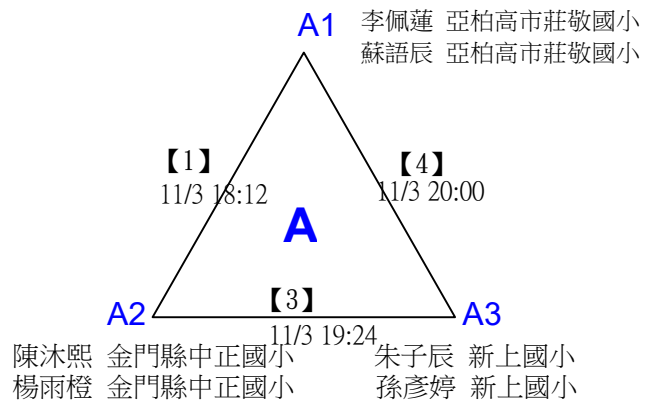 A1
李佩蓮 亞柏高市莊敬國小
蘇語辰 亞柏高市莊敬國小
【1】
11/3 18:12
【4】
11/3 20:00
A
【3】
11/3 19:24
A2
陳沐熙 金門縣中正國小
楊雨橙 金門縣中正國小
A3
朱子辰 新上國小
孫彥婷 新上國小